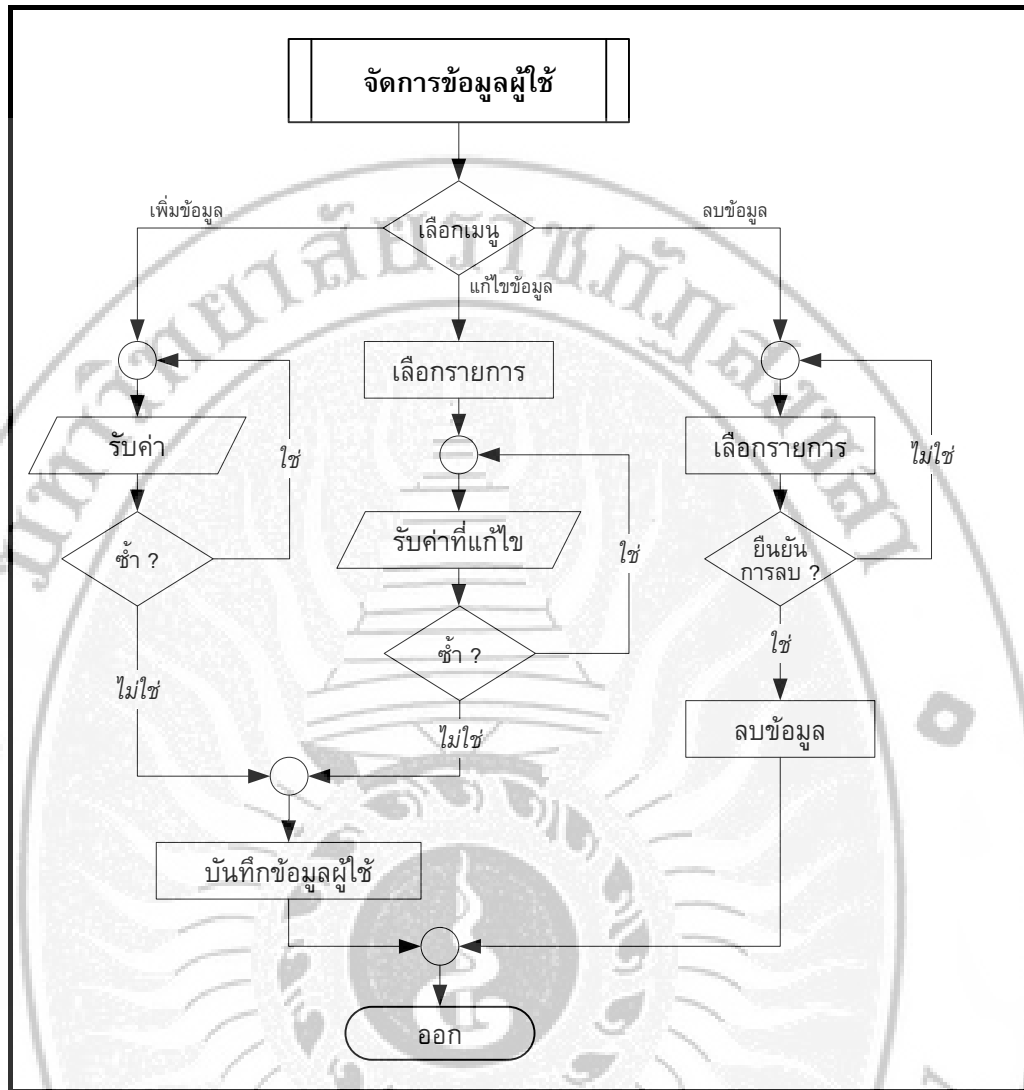 จัดการข้อมูลผู้ใช้
เพิ่มข้อมูล
เลือกเมนู
ลบข้อมูล
แก้ไขข้อมูล
เลือกรายการ
รับค่า
ใช่
เลือกรายการ
ไม่ใช่
รับค่าที่แก้ไข
ซ้ำ ?
ใช่
ยืนยัน
การลบ ?
ซ้ำ ?
ใช่
ไม่ใช่
ลบข้อมูล
ไม่ใช่
บันทึกข้อมูลผู้ใช้
ออก